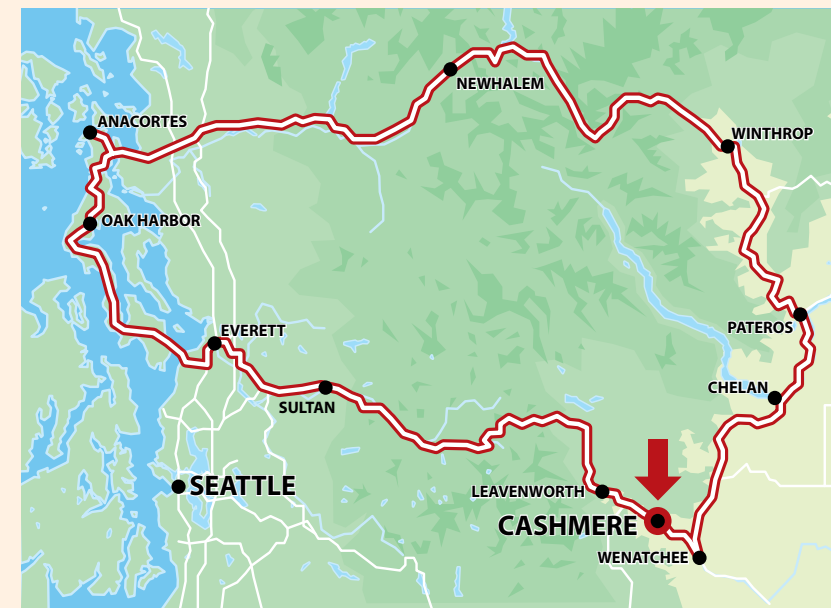 NEWHALEM
ANACORTES
WINTHROP
OAK HARBOR
PATEROS
EVERETT
CHELAN
SULTAN
SEATTLE
LEAVENWORTH
CASHMERE
WENATCHEE